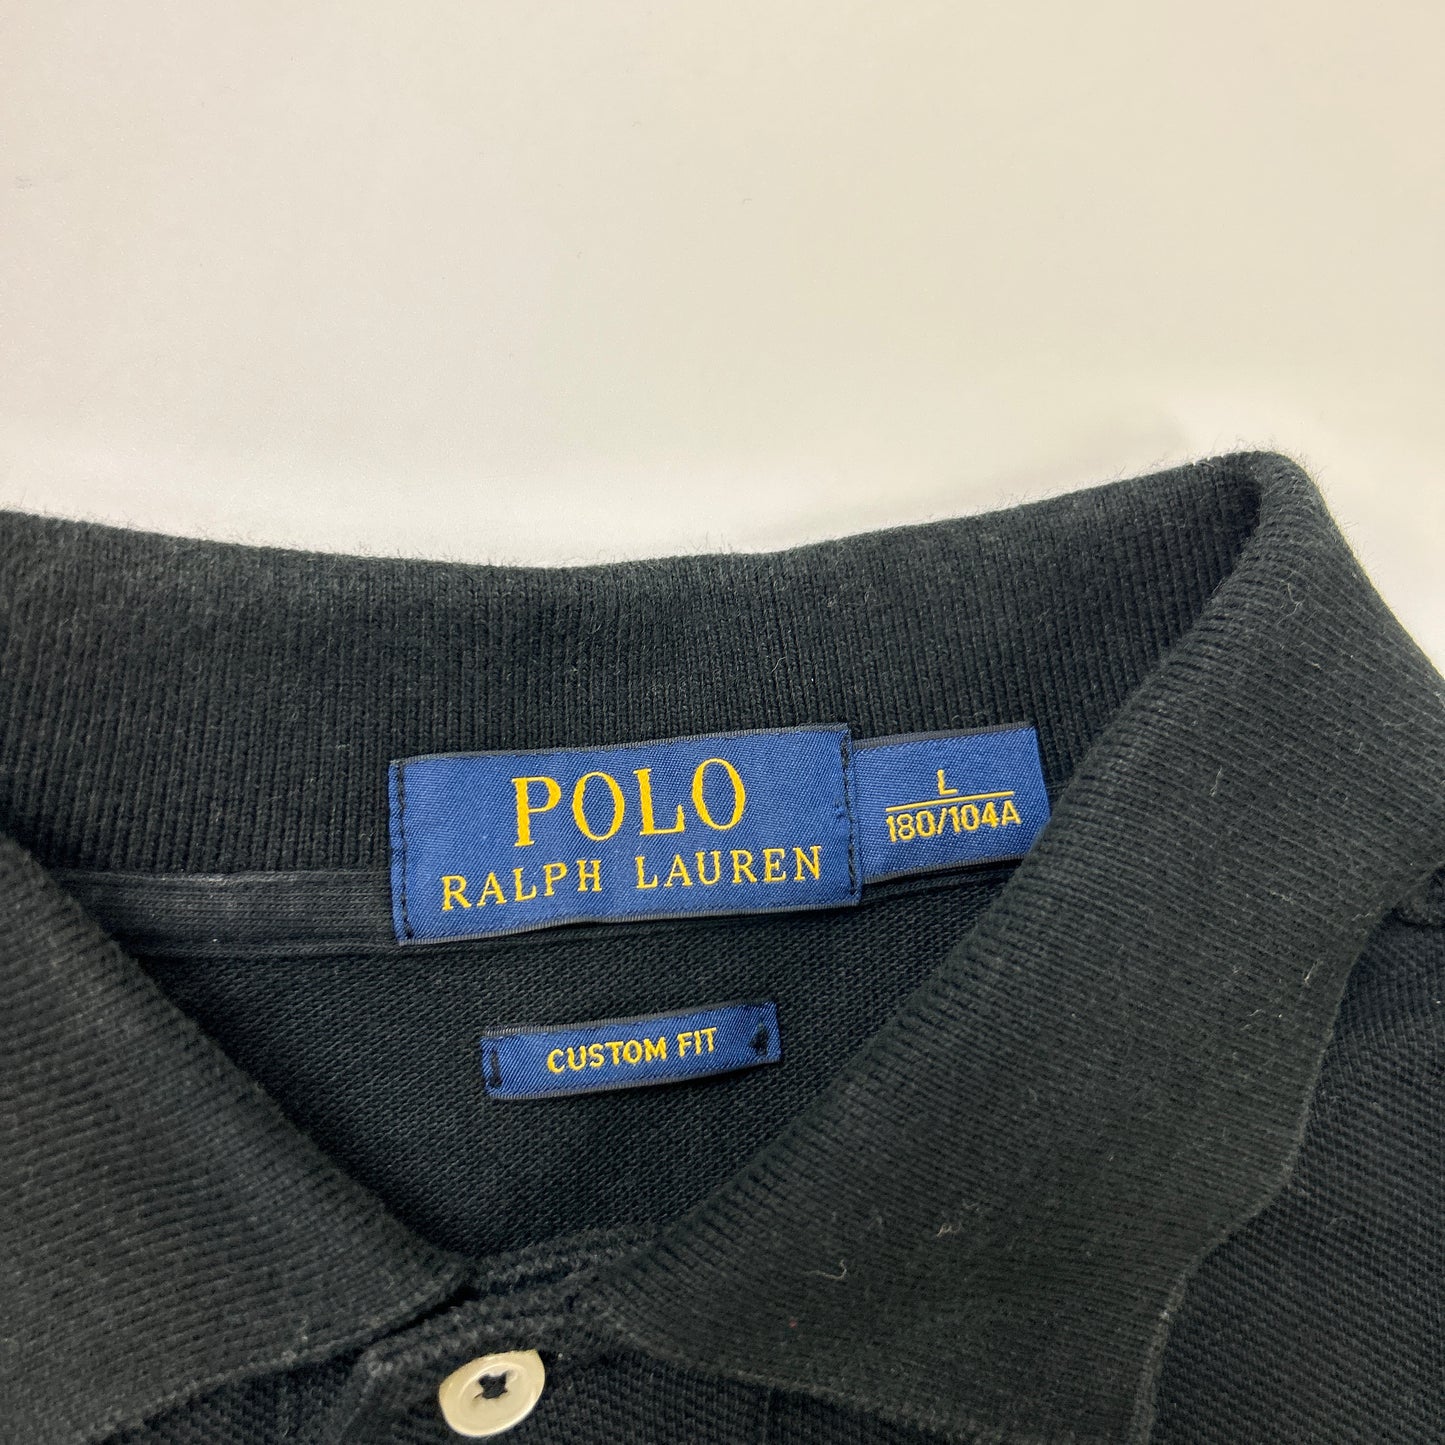 POLO
RALPH LAUREN
L
180/104A
CUSTOM FIT